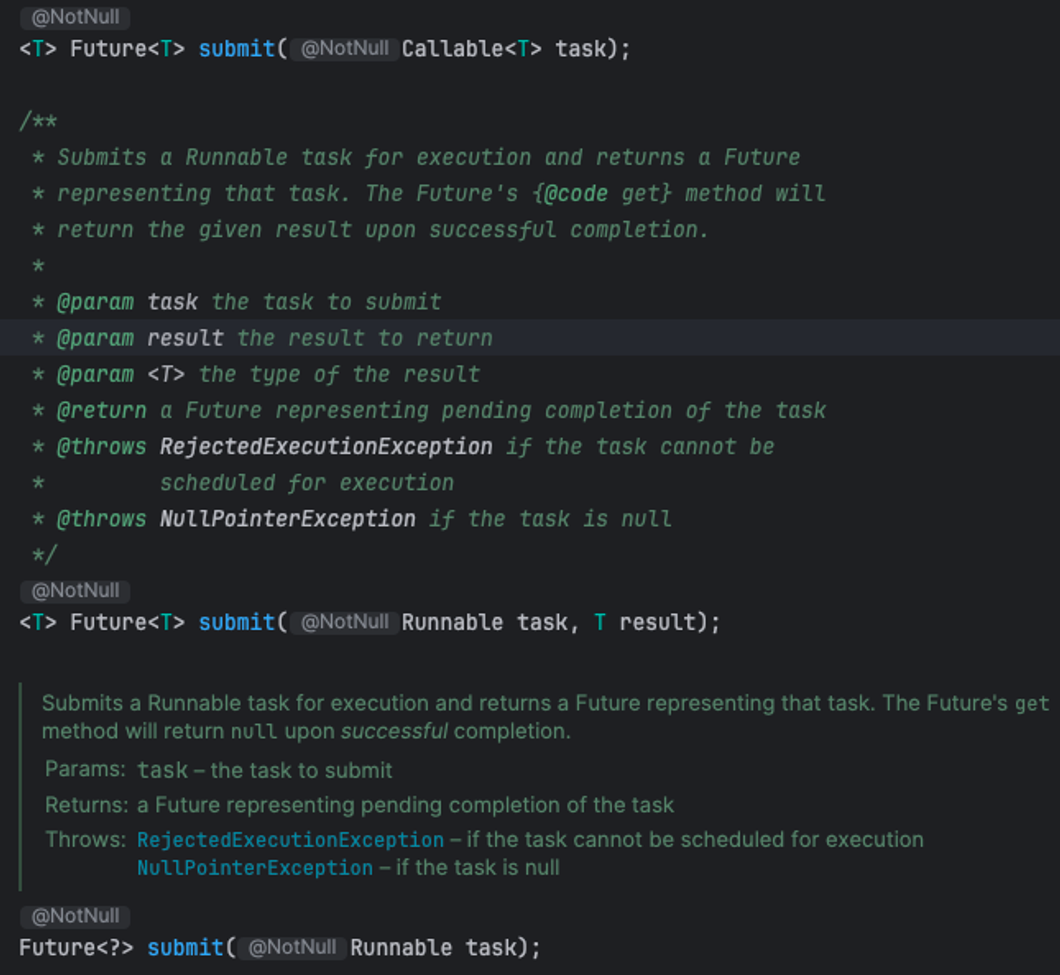 @NotNull
<T> Future<T> submit( @NotNull Callable<T> task);
/**
 * Submits a Runnable task for execution and returns a Future
 * representing that task. The Future's {@code get} method will
 * return the given result upon successful completion.
 *
 * @param task the task to submit
 * @param result the result to return
 * @param <T> the type of the result
 * @return a Future representing pending completion of the task
 * @throws RejectedExecutionException if the task cannot be
 *         scheduled for execution
 * @throws NullPointerException if the task is null
 */
@NotNull
<T> Future<T> submit( @NotNull Runnable task, T result);
Submits a Runnable task for execution and returns a Future representing that task. The Future's get
method will return null upon successful completion.
Params: task – the task to submit
Returns: a Future representing pending completion of the task
Throws: RejectedExecutionException – if the task cannot be scheduled for execution
NullPointerException – if the task is null
@NotNull
Future<?> submit( @NotNull Runnable task);